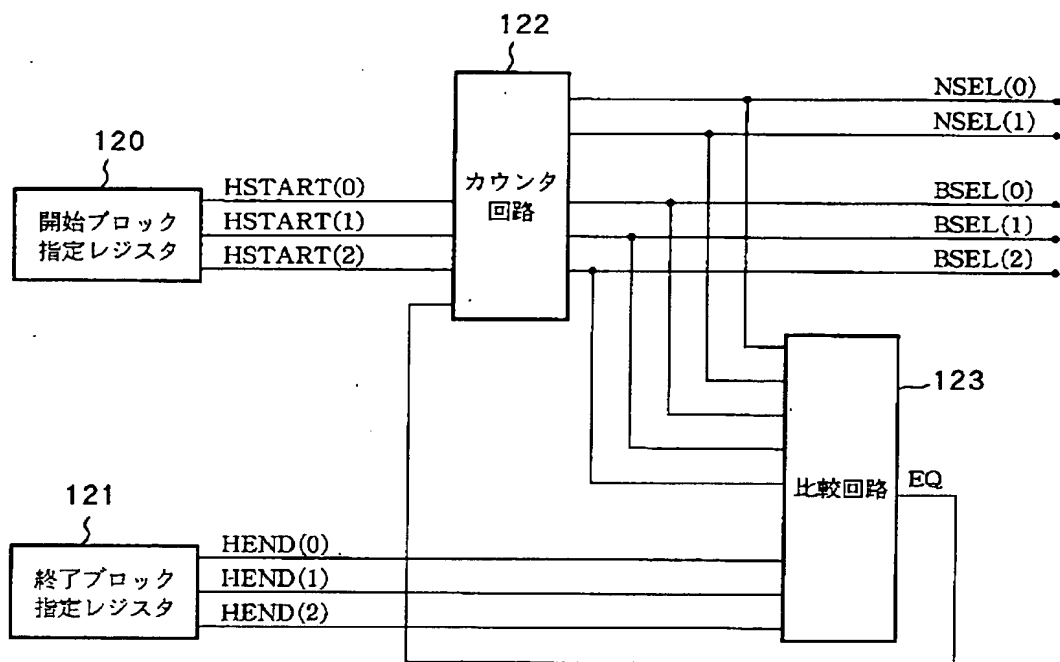 122
NSEL(0)
NSEL(1)
120
カウンタ
回路
HSTART(0)
BSEL(0)
開始ブロック
指定レジスタ
HSTART(1)
BSEL(1)
HSTART(2)
BSEL(2)
123
121
比較回路
EQ
HEND(0)
終了ブロック
指定レジスタ
HEND(1)
HEND(2)